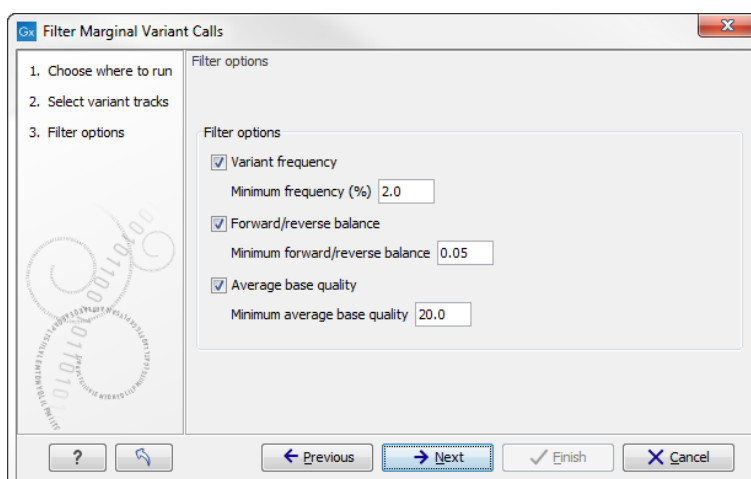 Gx Filter Marginal Variant Calls
1. Choose where to run
2. Select variant tracks
3. Filter options
Filter options
Filter options
Variant frequency
Minimum frequency (%) 2.0
Forward/reverse balance
Minimum forward/reverse balance 0.05
Average base quality
Minimum average base quality 20.0
? Previous Next Finish Cancel